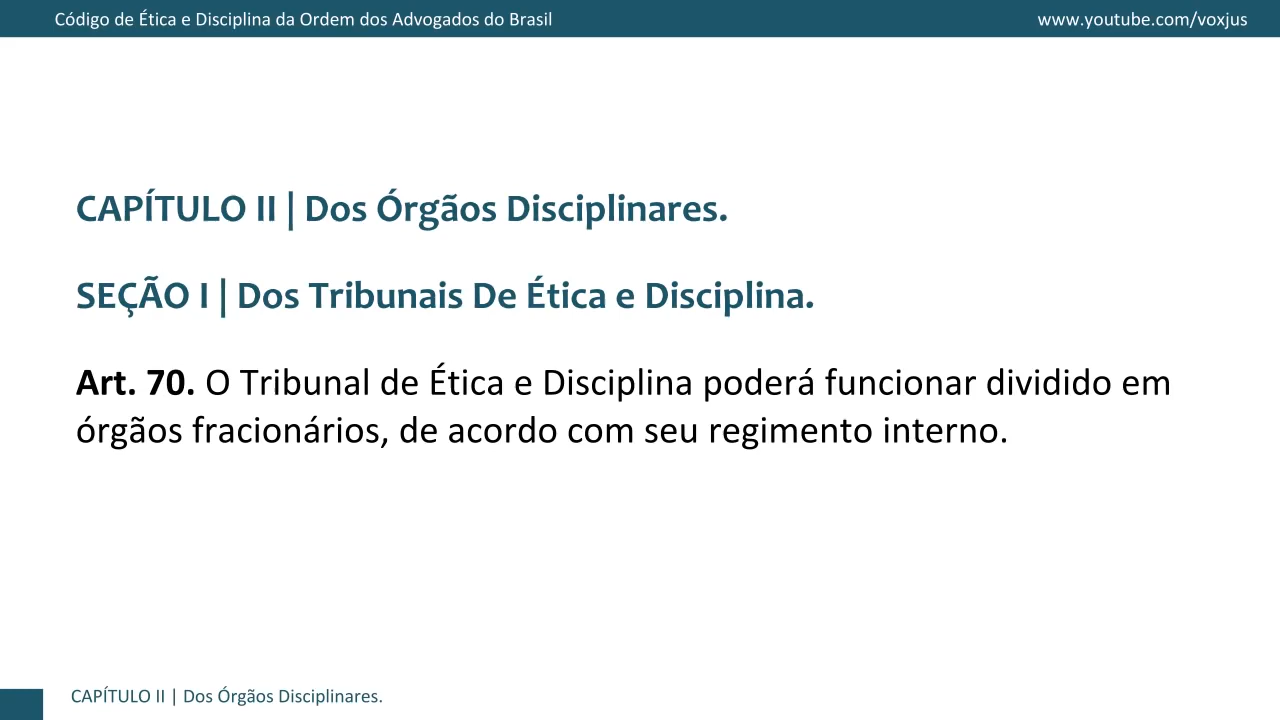 Código de Ética e Disciplina da Ordem dos Advogados do Brasil
www.youtube.com/voxjus
CAPÍTULO II | Dos Órgãos Disciplinares.
SEÇÃO I | Dos Tribunais De Ética e Disciplina.
Art. 70. O Tribunal de Ética e Disciplina poderá funcionar dividido em
órgãos fracionários, de acordo com seu regimento interno.
CAPÍTULO II | Dos Órgãos Disciplinares.